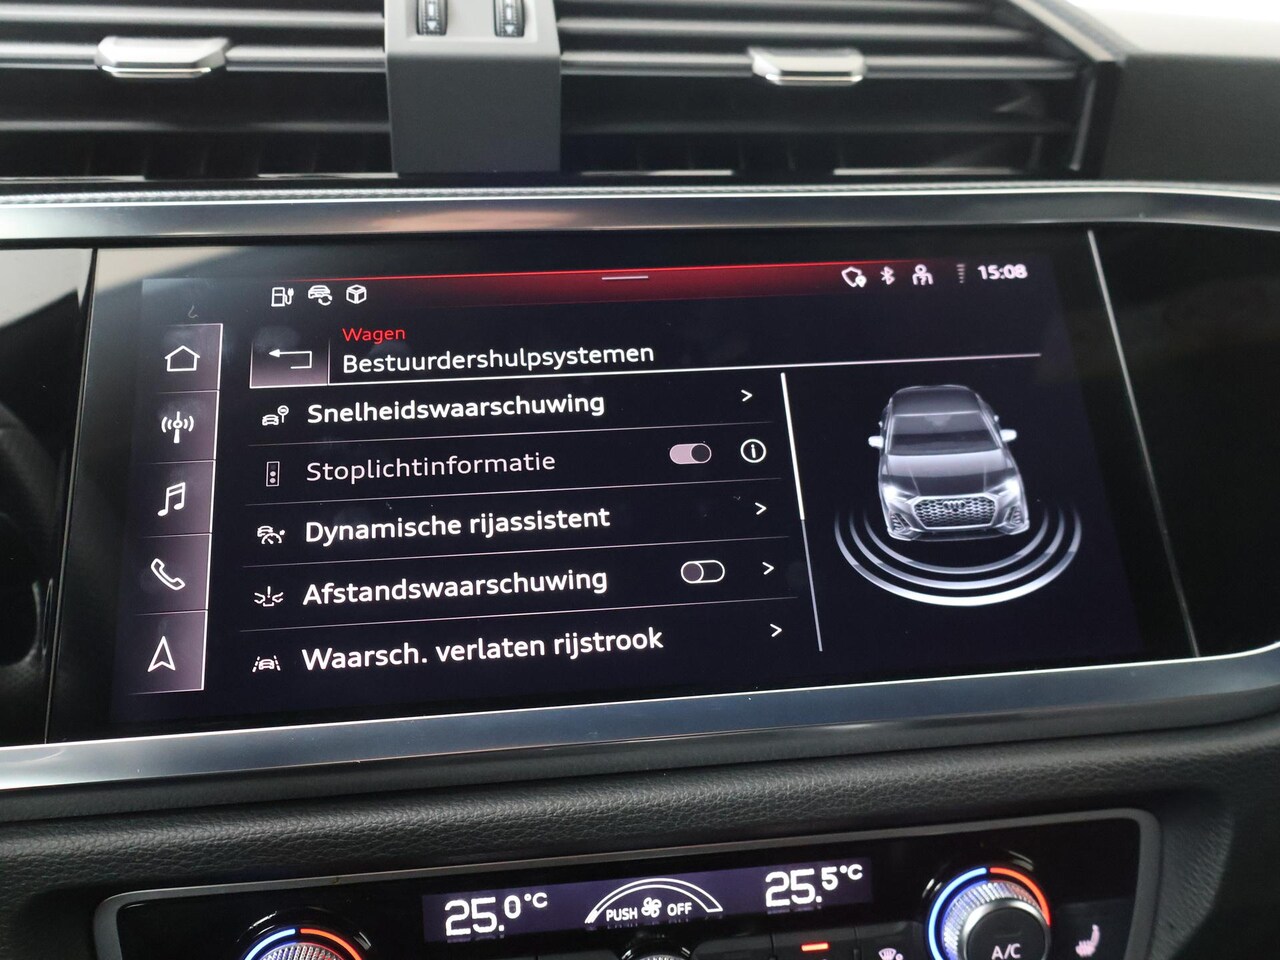 15:08
Wagen
Bestuurdershulpsystemen
Snelheidswaarschuwing
Stoplichtinformatie
Dynamische rijassistent
Afstandswaarschuwing
Waarsch. verlaten rijstrook
25.0°C
PUSH OFF
25.5°C
A/C